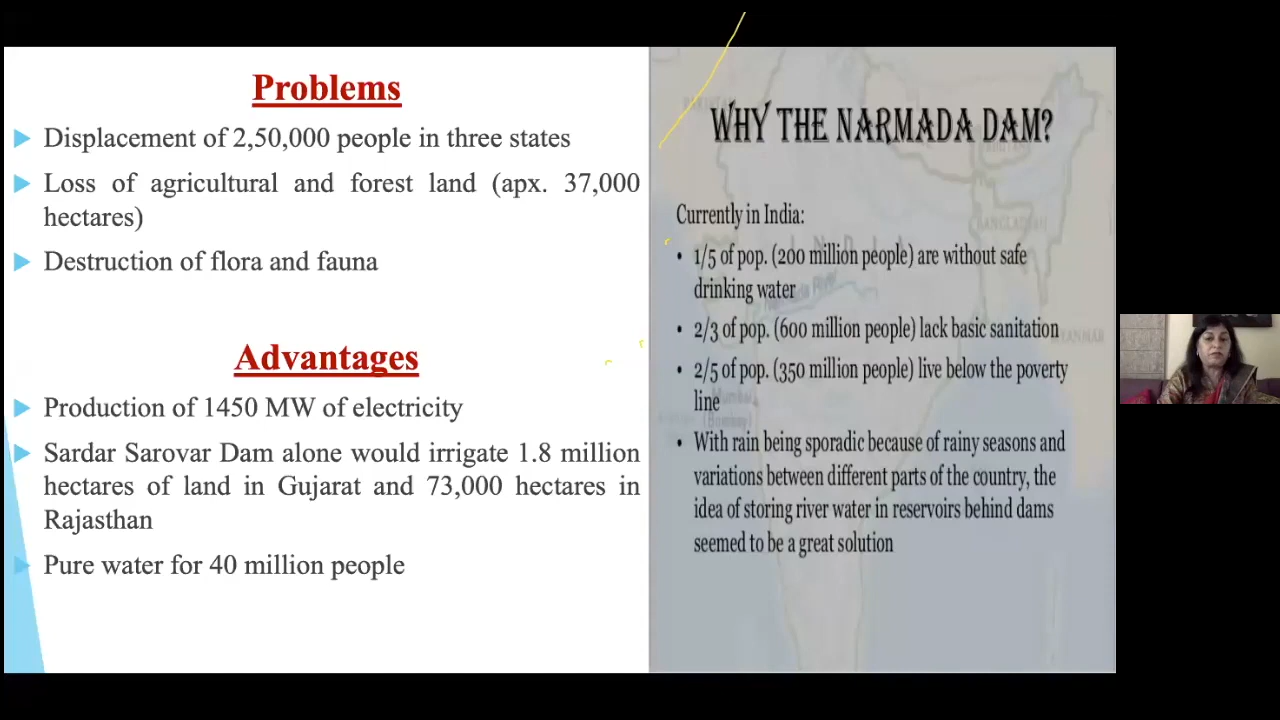 Problems
Displacement of 2,50,000 people in three states
Loss of agricultural and forest land (apx. 37,000
hectares)
Destruction of flora and fauna
Advantages
Production of 1450 MW of electricity
Sardar Sarovar Dam alone would irrigate 1.8 million
hectares of land in Gujarat and 73,000 hectares in
Rajasthan
Pure water for 40 million people
WHY THE NARMADA DAM?
Currently in India:
• 1/5 of pop. (200 million people) are without safe
drinking water
• 2/3 of pop. (600 million people) lack basic sanitation
• 2/5 of pop. (350 million people) live below the poverty
line
• With rain being sporadic because of rainy seasons and
variations between different parts of the country, the
idea of storing river water in reservoirs behind dams
seemed to be a great solution
BANGLADESH
INDIA
MYANMAR